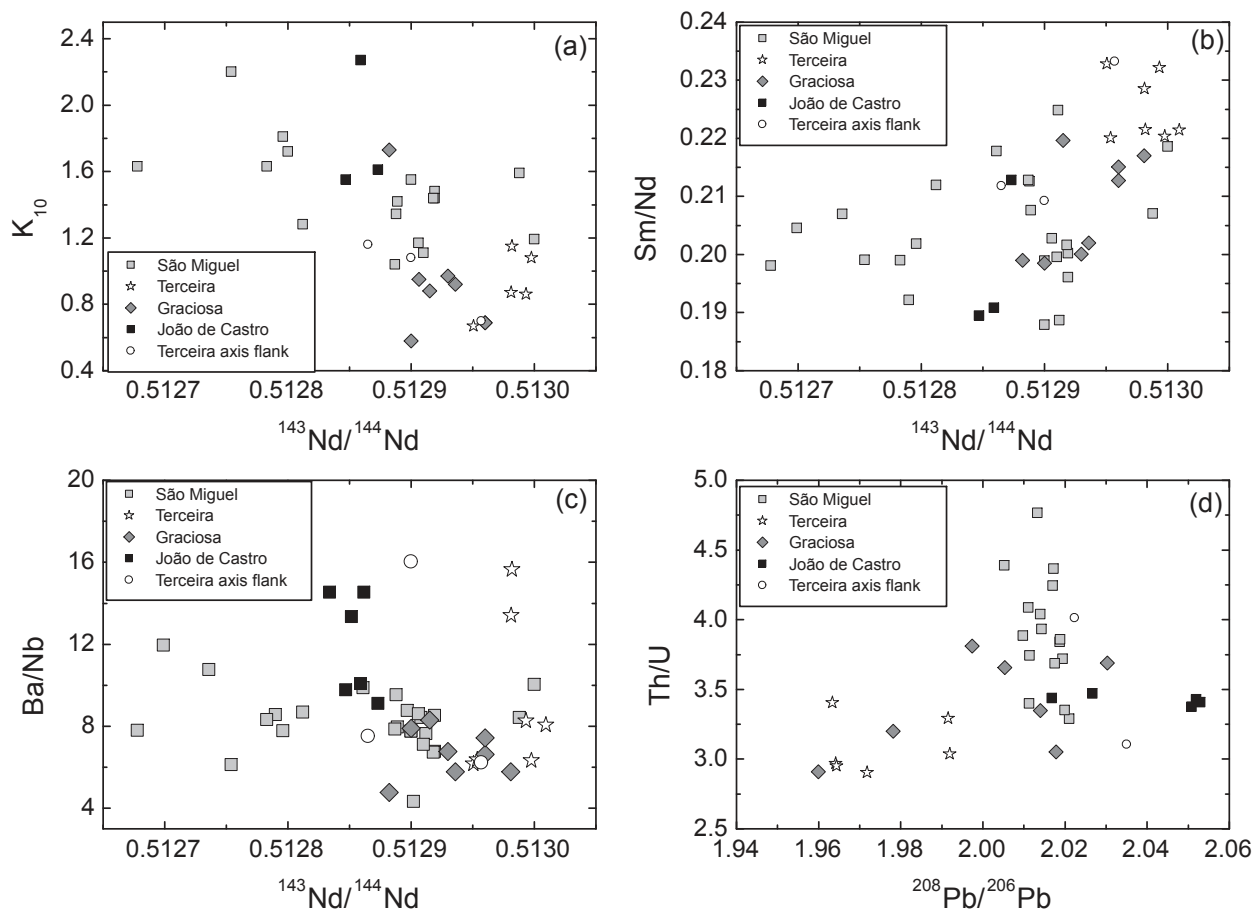 (a)
2.4
2.0
1.6
1.2
0.8
0.4
K10
São Miguel
Terceira
Graciosa
João de Castro
Terceira axis flank
0.5127 0.5128 0.5129 0.5130
143Nd/144Nd
(b)
0.24
0.23
0.22
0.21
0.20
0.19
0.18
Sm/Nd
São Miguel
Terceira
Graciosa
João de Castro
Terceira axis flank
0.5127 0.5128 0.5129 0.5130
143Nd/144Nd
(c)
20
16
12
8
4
Ba/Nb
São Miguel
Terceira
Graciosa
João de Castro
Terceira axis flank
0.5127 0.5128 0.5129 0.5130
143Nd/144Nd
(d)
5.0
4.5
4.0
3.5
3.0
2.5
Th/U
São Miguel
Terceira
Graciosa
João de Castro
Terceira axis flank
1.94 1.96 1.98 2.00 2.02 2.04 2.06
208Pb/206Pb